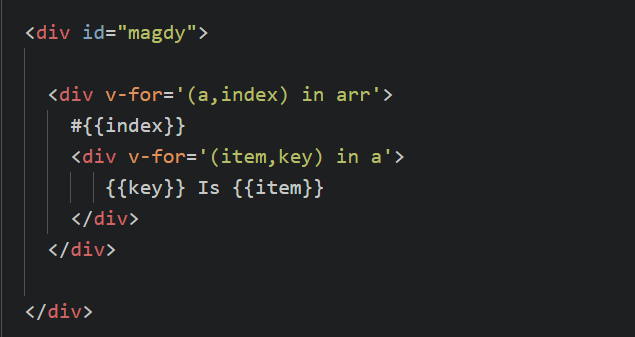 <div id="magdy">
<div v-for='(a,index) in arr'>
#{{index}}
<div v-for='(item,key) in a'>
{{key}} Is {{item}}
</div>
</div>
</div>